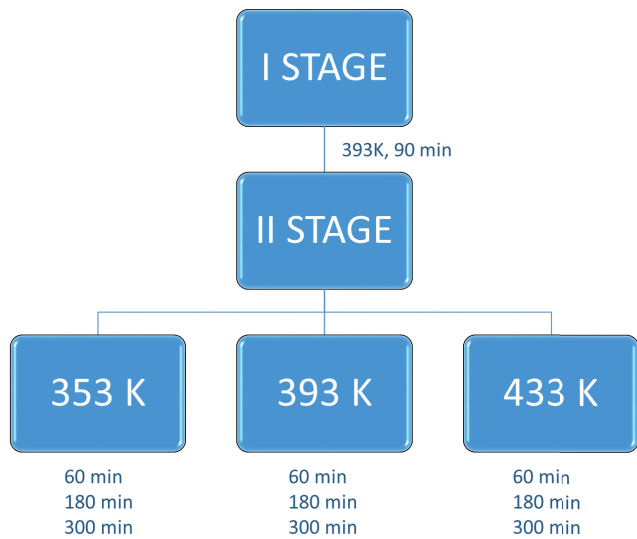 I STAGE
393K, 90 min
II STAGE
353 K
393 K
433 K
60 min
180 min
300 min
60 min
180 min
300 min
60 min
180 min
300 min